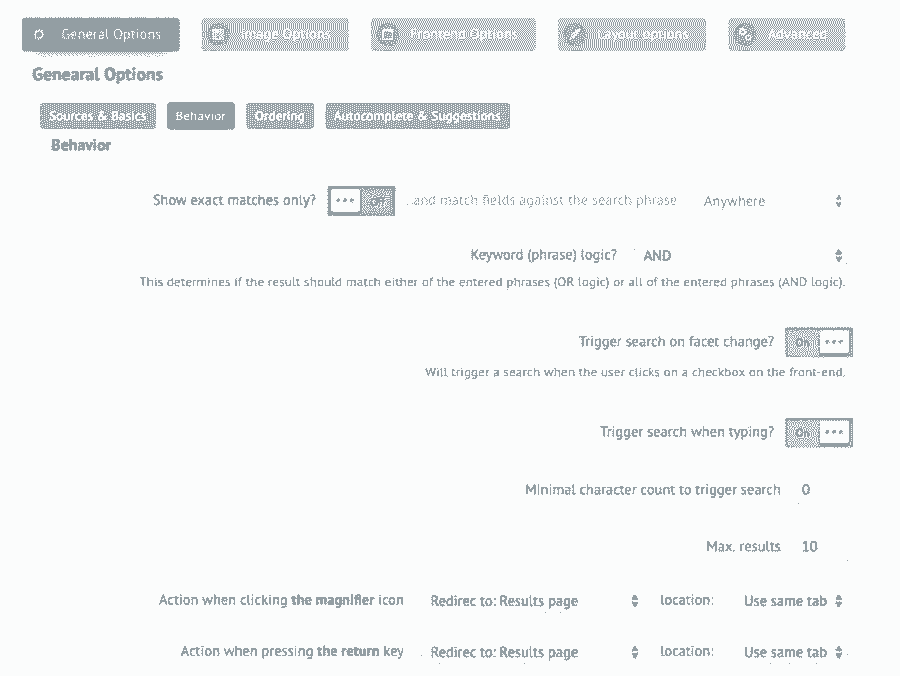 General Options Image Options Frontend Options Layout options Advanced
Genearal Options
Sources & Basics Behavior Ordering Autocomplete & Suggestions
Behavior
Show exact matches only? Off ..and match fields against the search phrase Anywhere
Keyword (phrase) logic? AND
This determines if the result should match either of the entered phrases (OR logic) or all of the entered phrases (AND logic).
Trigger search on facet change? On
Will trigger a search when the user clicks on a checkbox on the front-end.
Trigger search when typing? On
Minimal character count to trigger search 0
Max. results 10
Action when clicking the magnifier icon Redirec to: Results page location: Use same tab
Action when pressing the return key Redirec to: Results page location: Use same tab